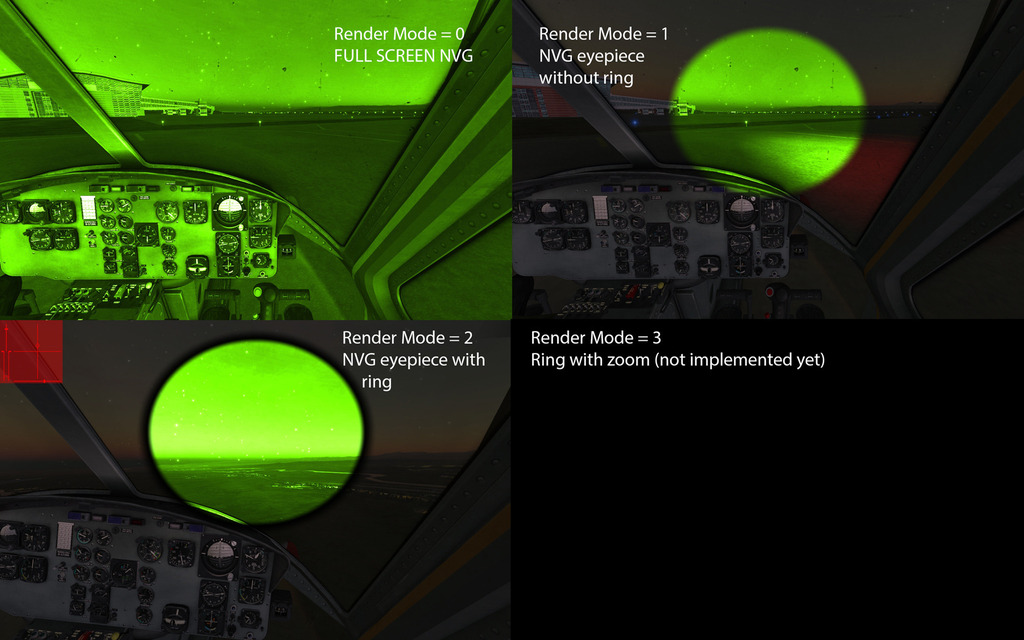 Render Mode = 0
FULL SCREEN NVG
Render Mode = 1
NVG eyepiece
without ring
Render Mode = 2
NVG eyepiece with
ring
Render Mode = 3
Ring with zoom (not implemented yet)